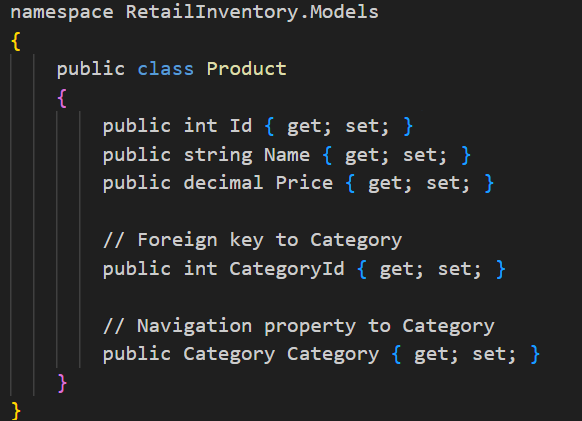 namespace RetailInventory.Models
{
    public class Product
    {
        public int Id { get; set; }
        public string Name { get; set; }
        public decimal Price { get; set; }

        // Foreign key to Category
        public int CategoryId { get; set; }

        // Navigation property to Category
        public Category Category { get; set; }
    }
}